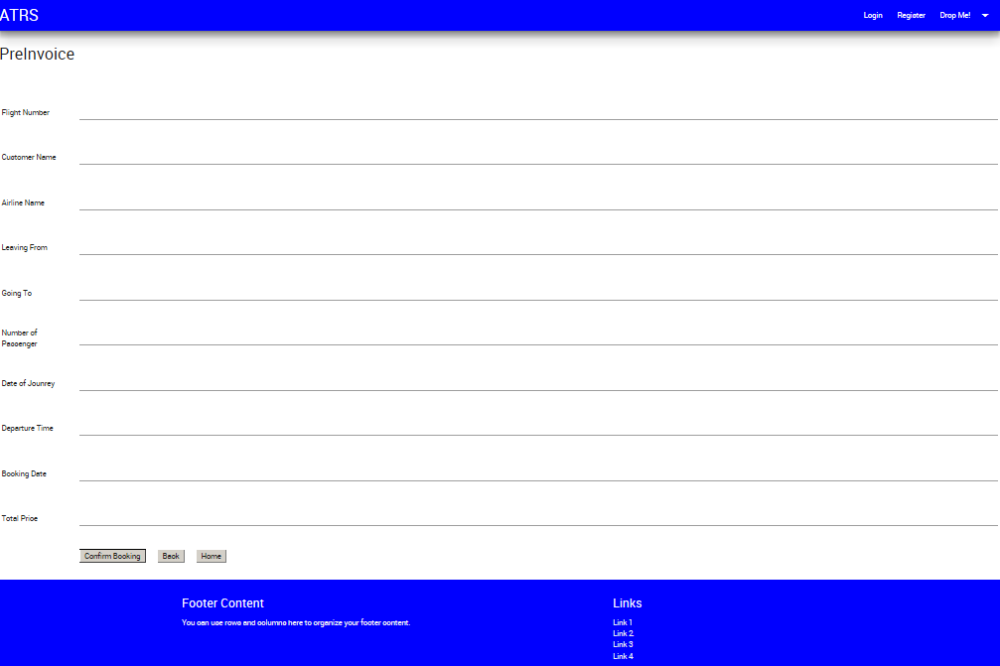 ATRS
Login Register Drop Me!
PreInvoice
Flight Number
Customer Name
Airline Name
Leaving From
Going To
Number of
Passenger
Date of Jounrey
Departure Time
Booking Date
Total Price
Confirm Booking Back Home
Footer Content Links
You can use rows and columns here to organize your footer content. Link 1
Link 2
Link 3
Link 4